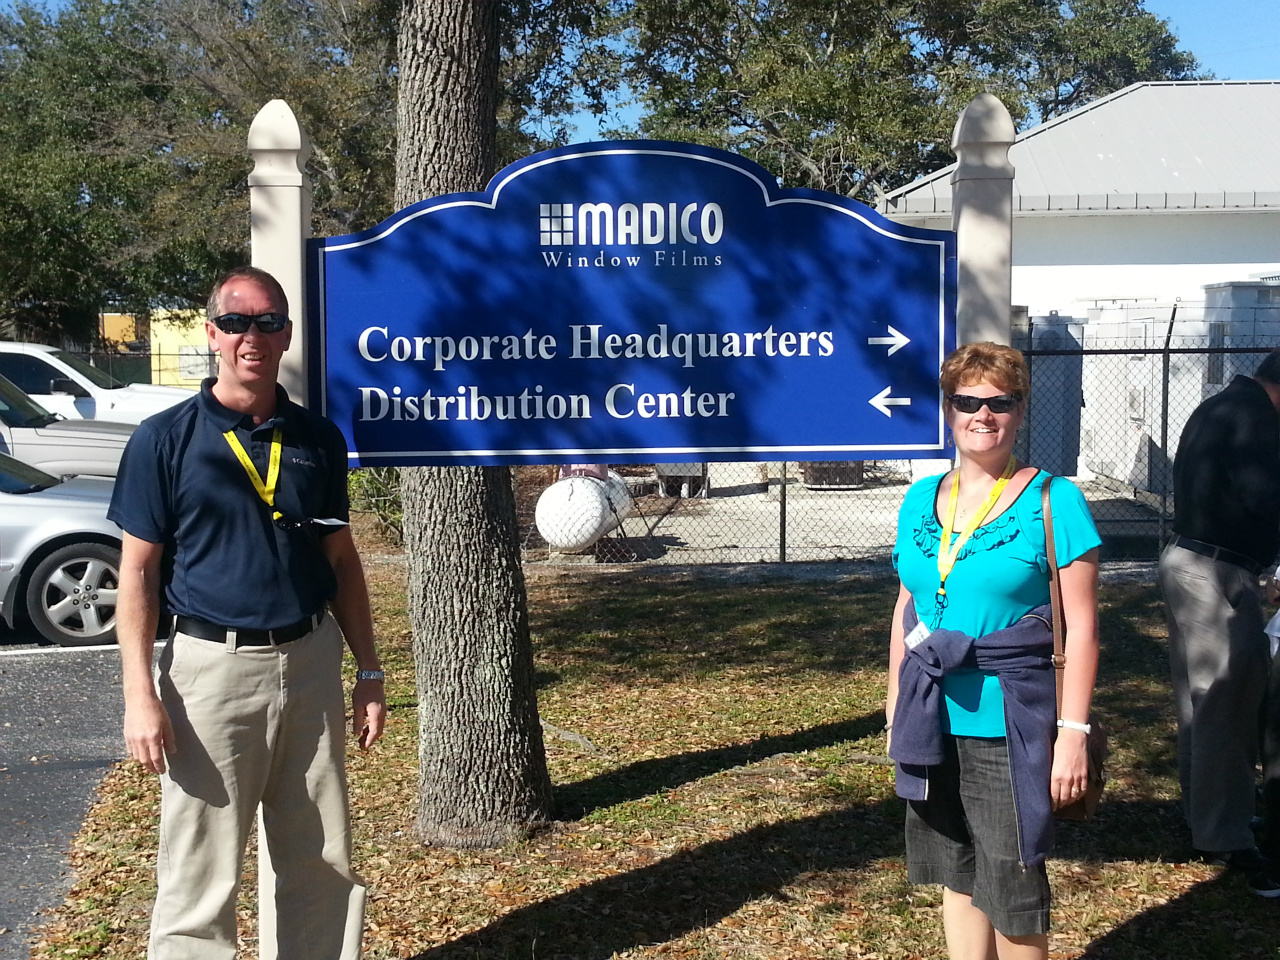 MADICO
Window Films
Corporate Headquarters →
Distribution Center ←